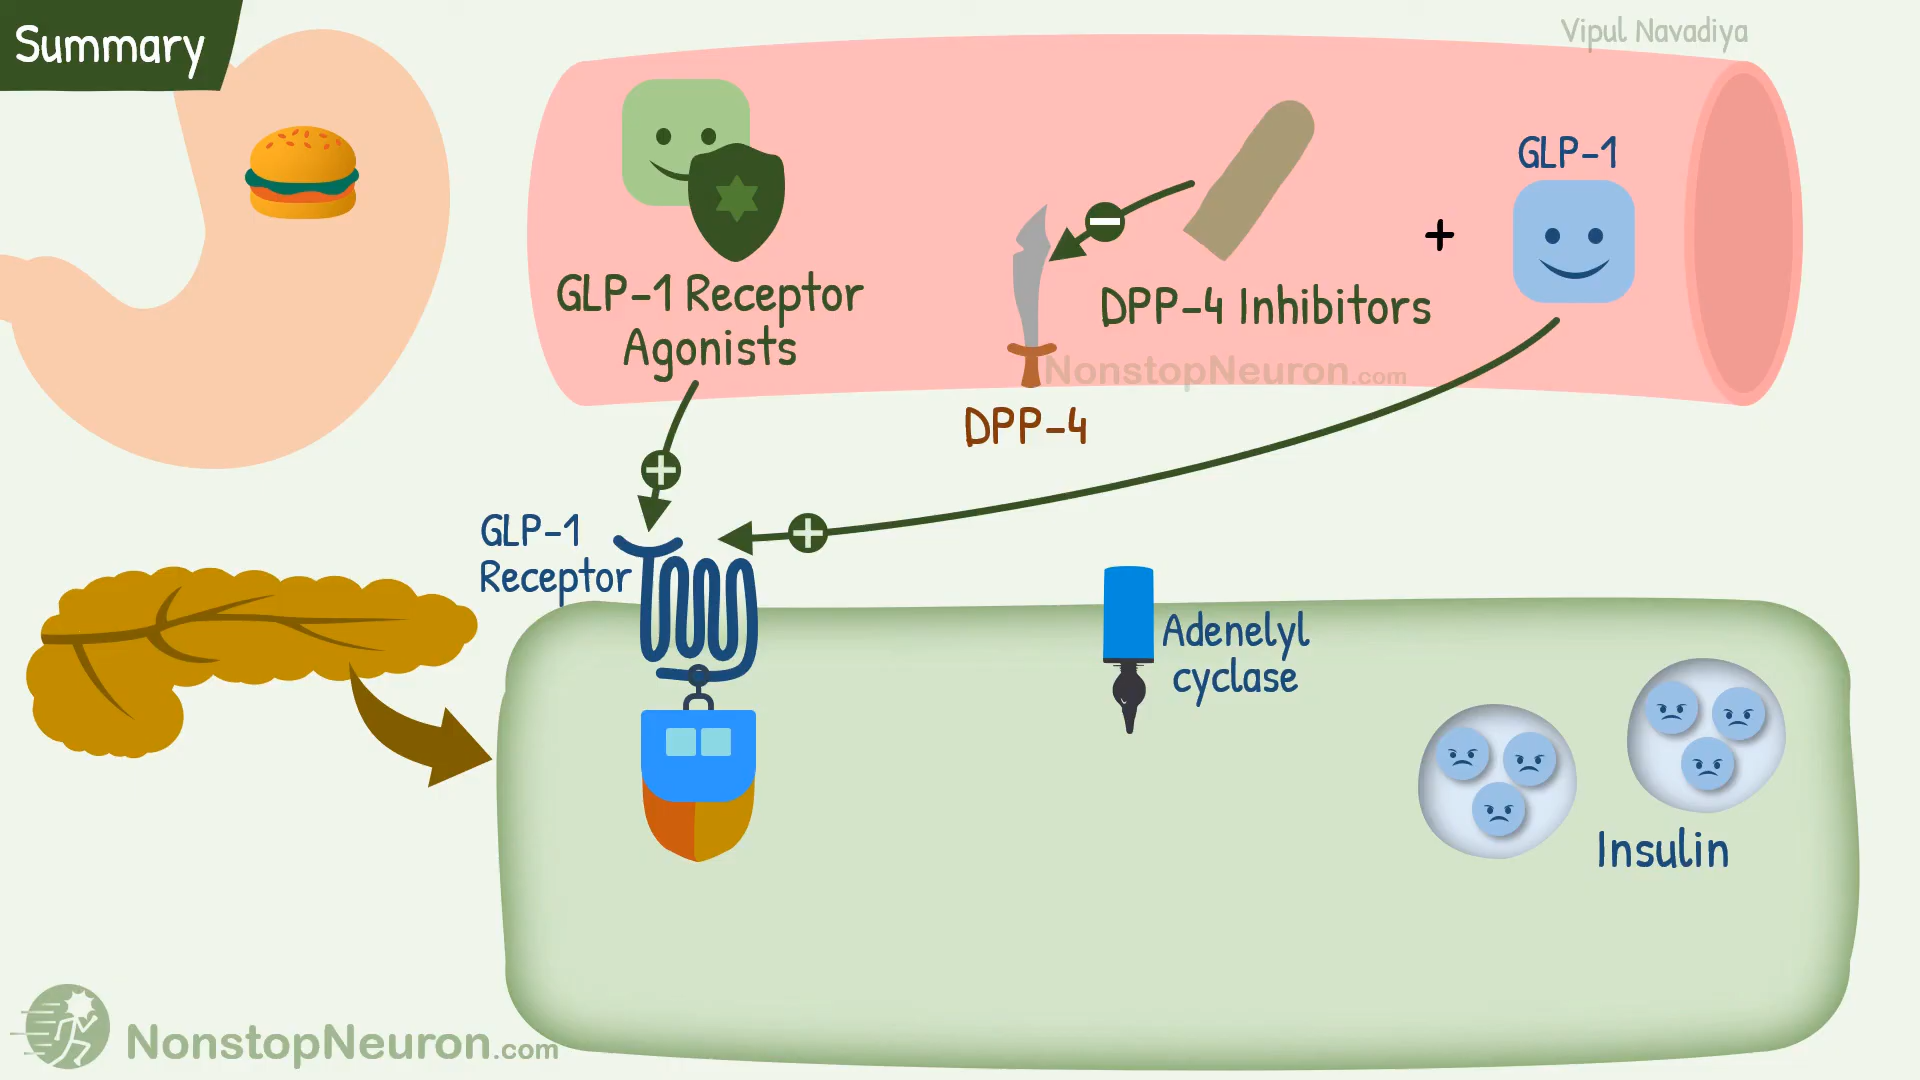 Summary
Vipul Navadiya
GLP-1
GLP-1 Receptor
Agonists
DPP-4 Inhibitors
NonstopNeuron.com
DPP-4
GLP-1
Receptor
Adenelyl
cyclase
Insulin
NonstopNeuron.com